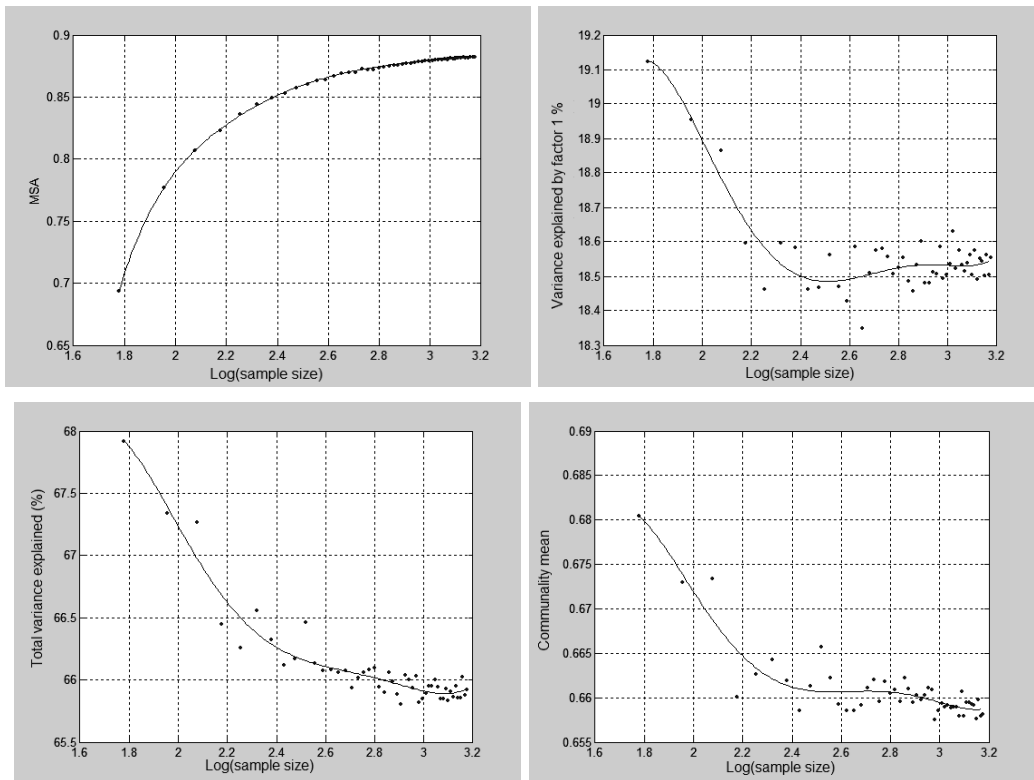 0.9
0.85
0.8
0.75
0.7
0.65
1.6 1.8 2 2.2 2.4 2.6 2.8 3 3.2
MSA
Log(sample size)
19.2
19.1
19
18.9
18.8
18.7
18.6
18.5
18.4
18.3
1.6 1.8 2 2.2 2.4 2.6 2.8 3 3.2
Variance explained by factor 1 %
Log(sample size)
68
67.5
67
66.5
66
65.5
1.6 1.8 2 2.2 2.4 2.6 2.8 3 3.2
Total variance explained (%)
Log(sample size)
0.69
0.685
0.68
0.675
0.67
0.665
0.66
0.655
1.6 1.8 2 2.2 2.4 2.6 2.8 3 3.2
Communality mean
Log(sample size)